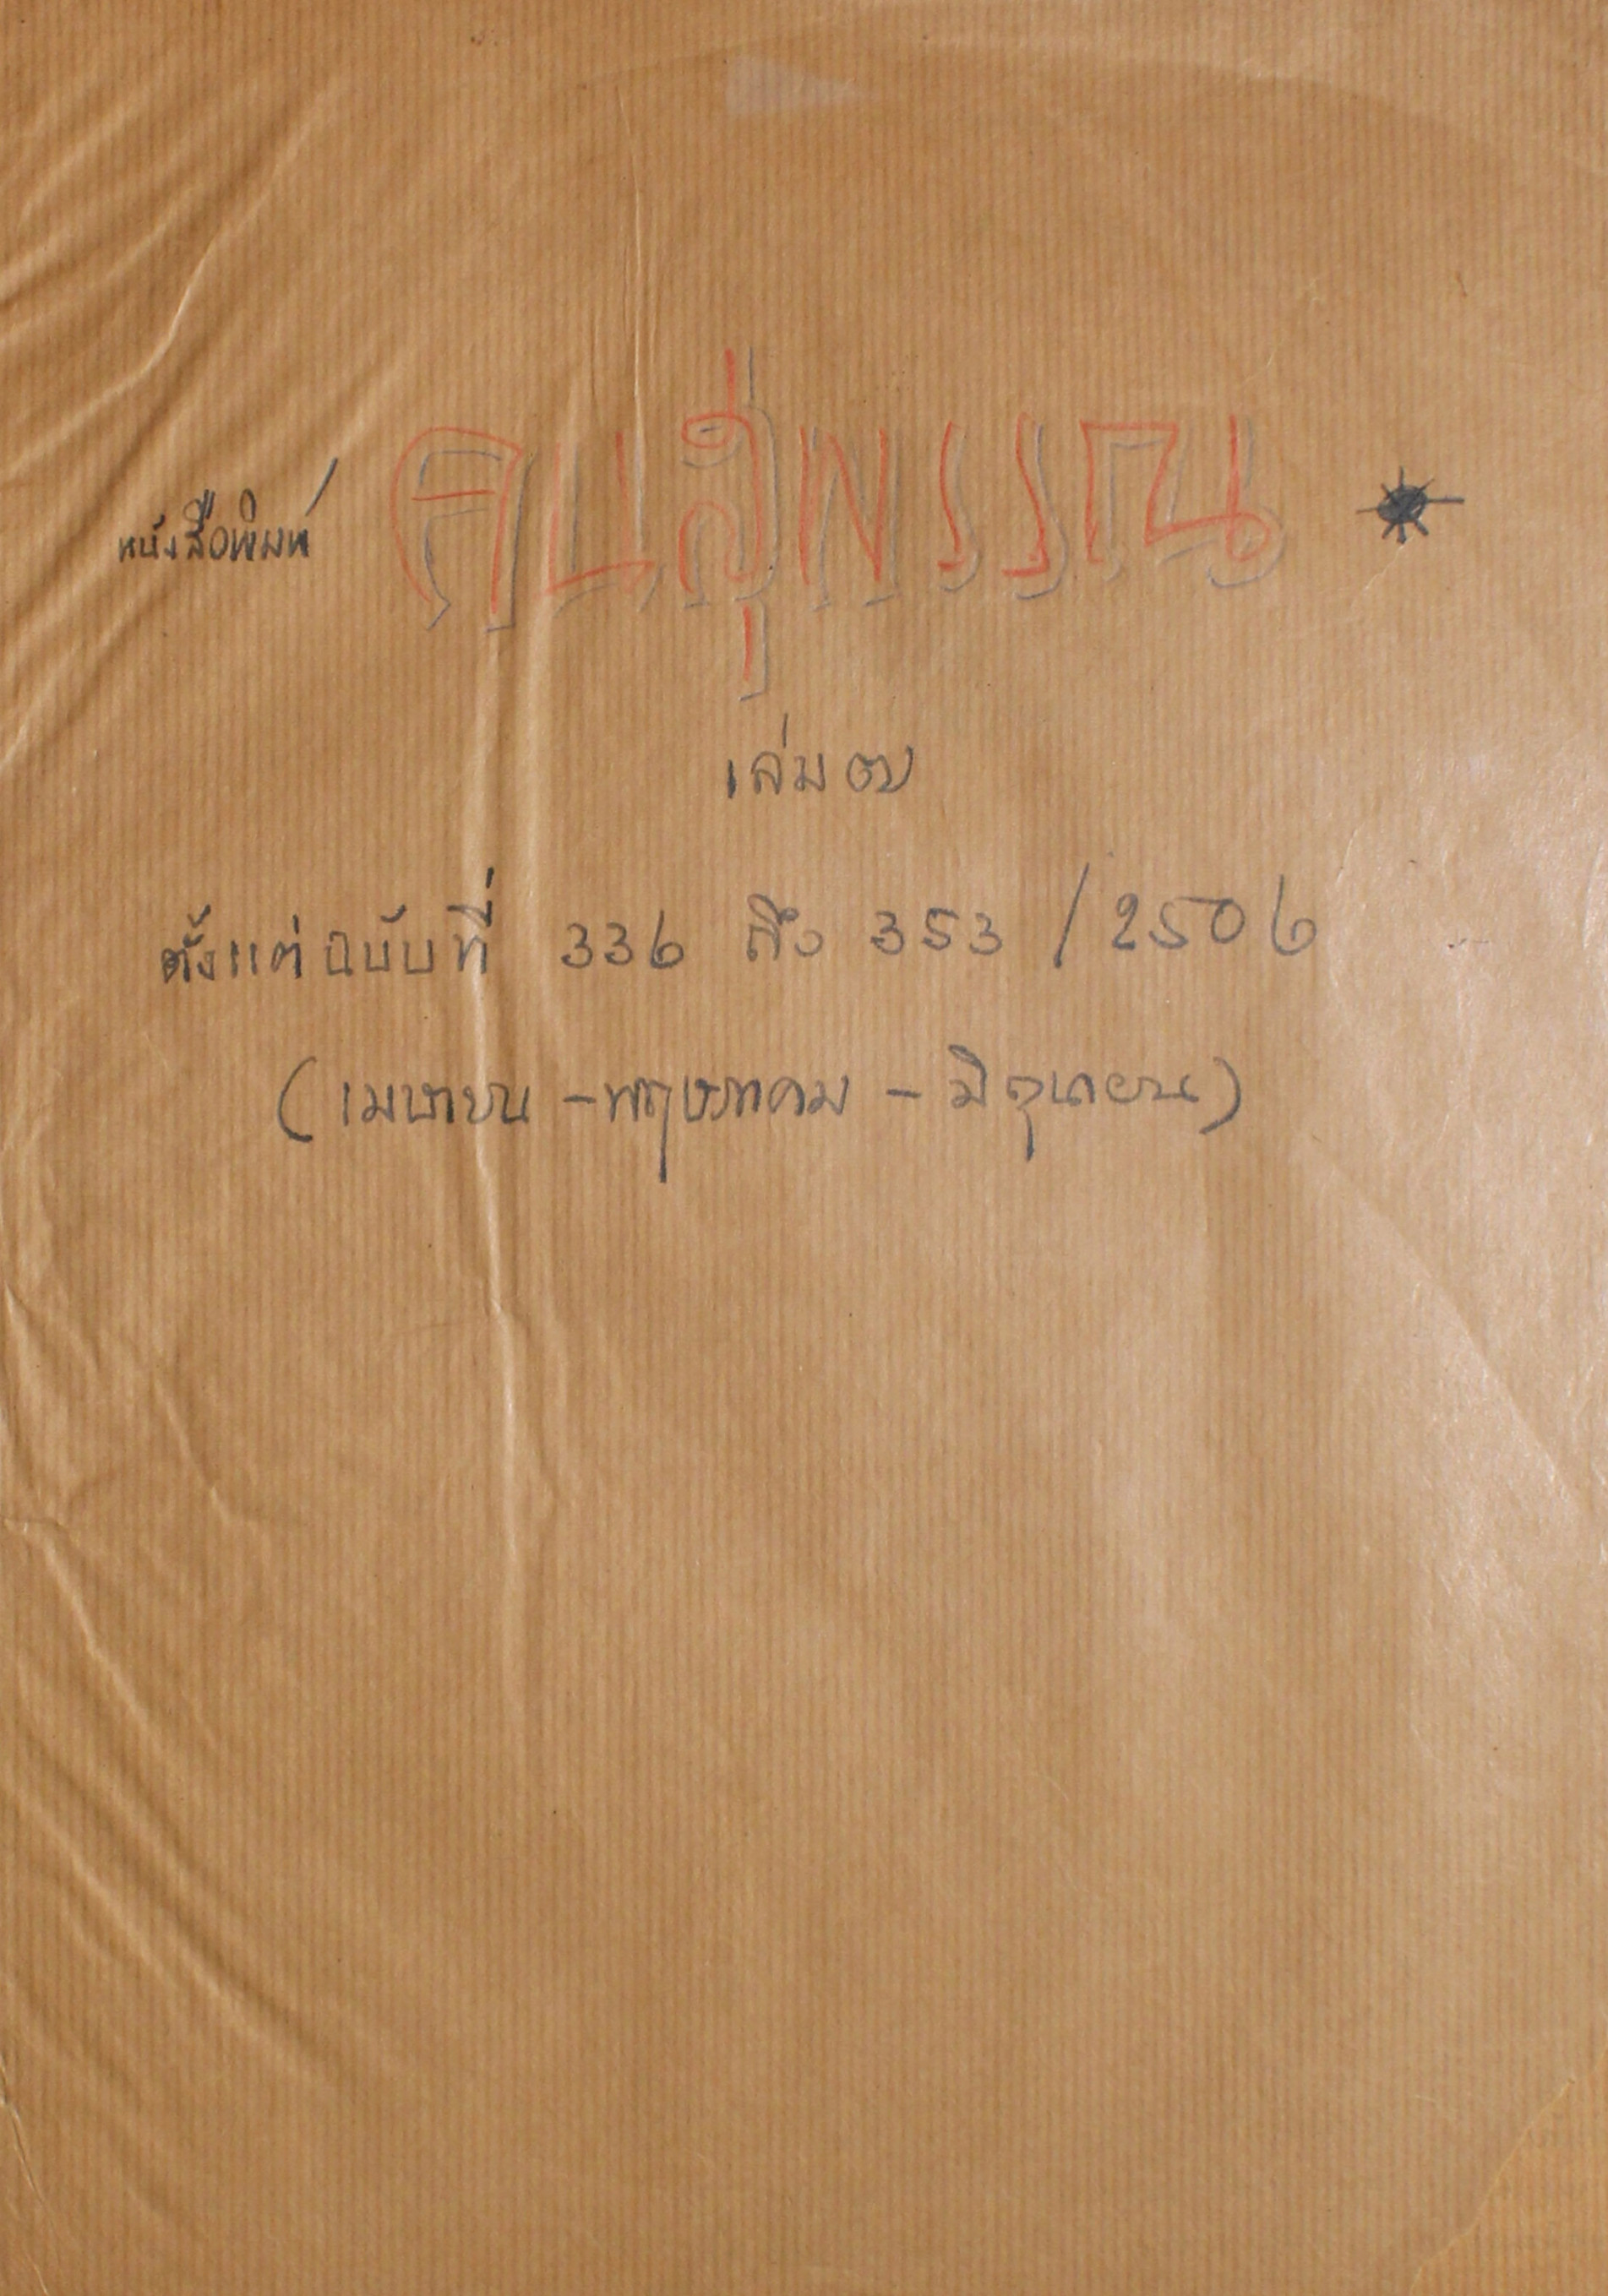 หนังสือพิมพ์ คนสุพรรณ
เล่ม ๓
ตั้งแต่ฉบับที่ 336 ถึง 353 / 2506
(เมษายน - พฤษภาคม - มิถุนายน)